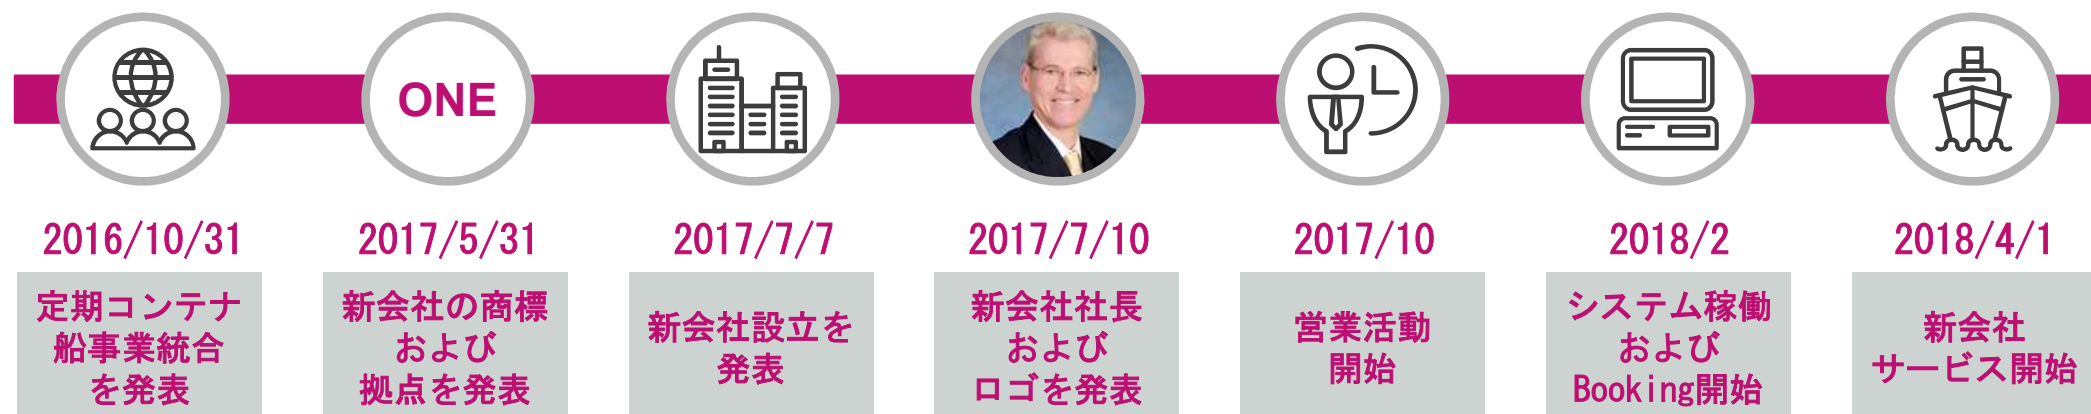 ONE
2016/10/31
定期コンテナ
船事業統合
を発表
2017/5/31
新会社の商標
および
拠点を発表
2017/7/7
新会社設立を
発表
2017/7/10
新会社社長
および
ロゴを発表
2017/10
営業活動
開始
2018/2
システム稼働
および
Booking開始
2018/4/1
新会社
サービス開始